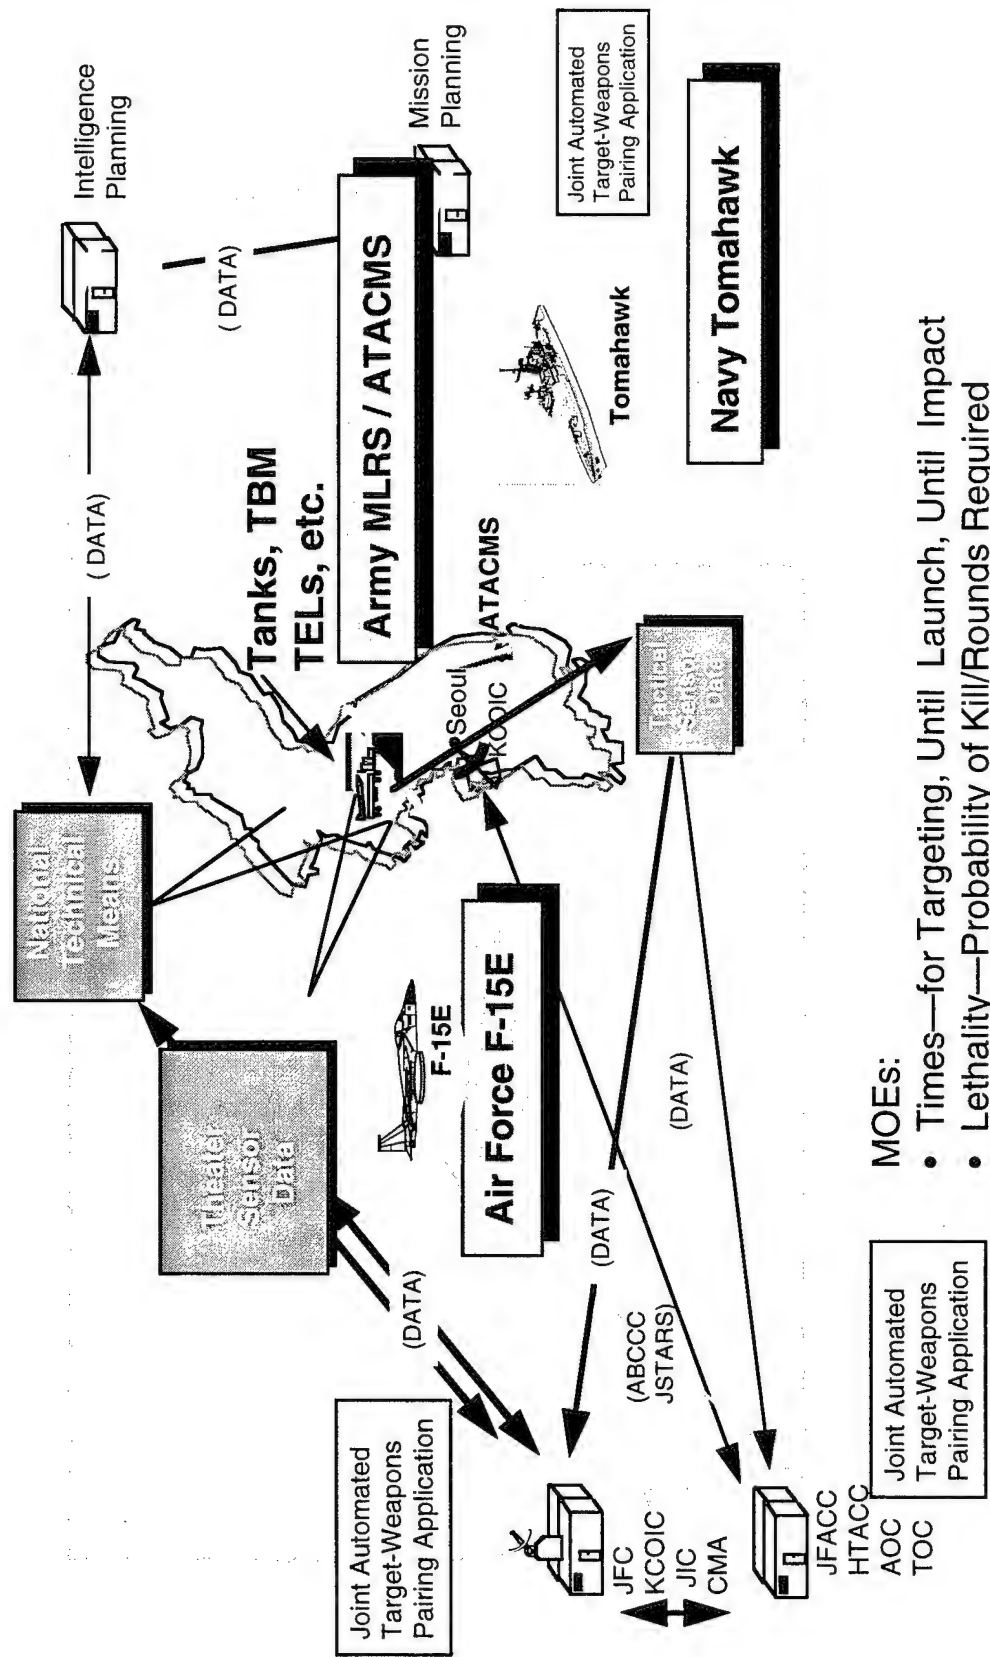 National
Technical
Means
(DATA)
Intelligence
Planning
(DATA)
Mission
Planning
Theater
Sensor
Data
(DATA)
Tanks, TBM
TELs, etc.
Army MLRS / ATACMS
F-15E
Air Force F-15E
Seoul
KCOIC
ATACMS
Tomahawk
Joint Automated
Target-Weapons
Pairing Application
Navy Tomahawk
Tactical
Sensor
Data
Joint Automated
Target-Weapons
Pairing Application
JFC
KCOIC
JIC
CMA
(DATA)
(ABCCC
JSTARS)
(DATA)
JFACC
HTACC
AOC
TOC
Joint Automated
Target-Weapons
Pairing Application
MOEs:
• Times—for Targeting, Until Launch, Until Impact
• Lethality—Probability of Kill/Rounds Required